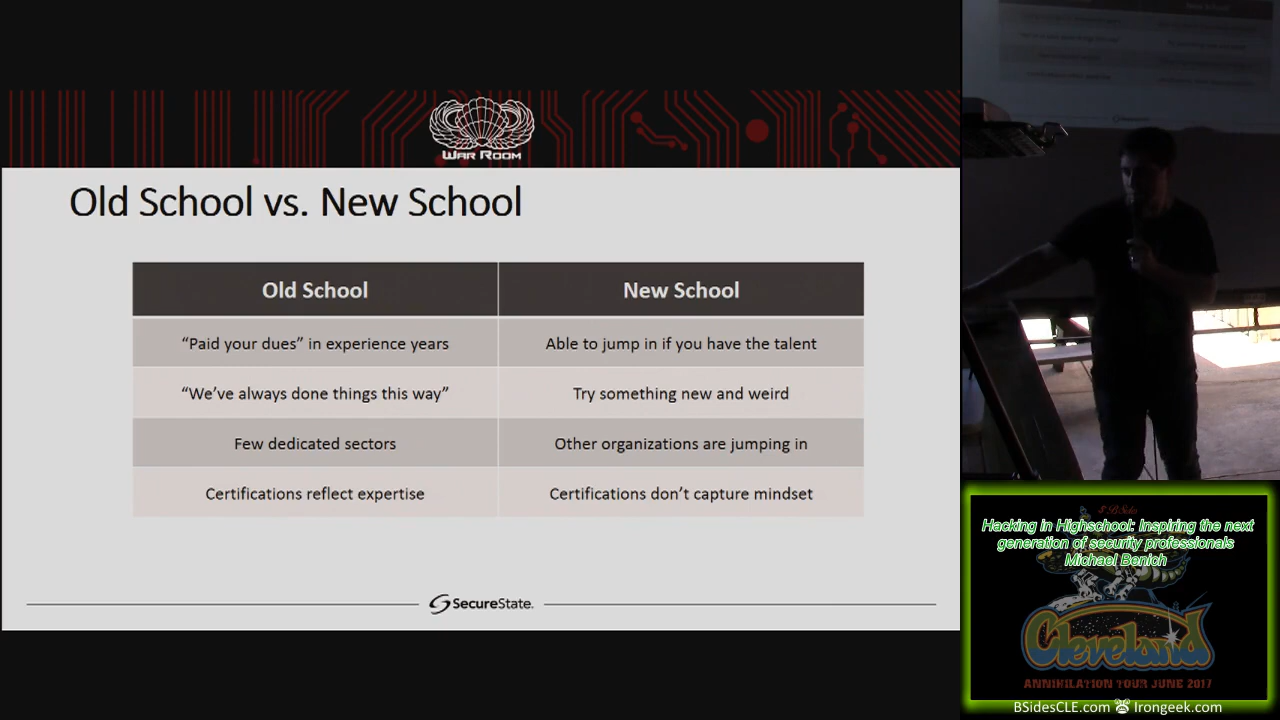 WAR ROOM
Old School vs. New School
Old School
New School
“Paid your dues” in experience years
Able to jump in if you have the talent
“We’ve always done things this way”
Try something new and weird
Few dedicated sectors
Other organizations are jumping in
Certifications reflect expertise
Certifications don’t capture mindset
SecureState.
BSides
Hacking in Highschool: Inspiring the next
generation of security professionals
Michael Benich
Cleveland
ANNIHILATION TOUR JUNE 2017
BSidesCLE.com Irongeek.com